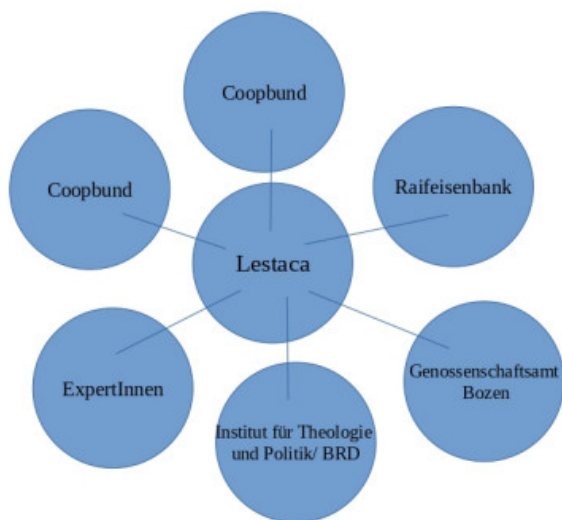 Coopbund
Coopbund
Raifeisenbank
Lestaca
ExpertInnen
Genossenschaftsamt
Bozen
Institut für Theologie
und Politik/ BRD